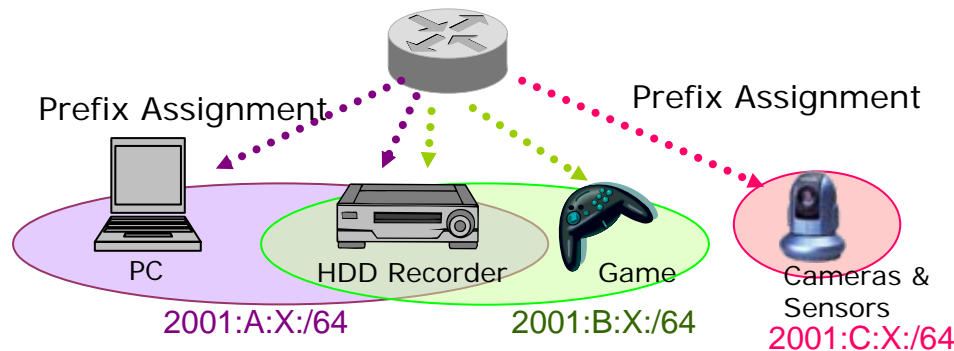 Prefix Assignment
Prefix Assignment
PC
HDD Recorder
Game
Cameras &
Sensors
2001:A:X:/64
2001:B:X:/64
2001:C:X:/64